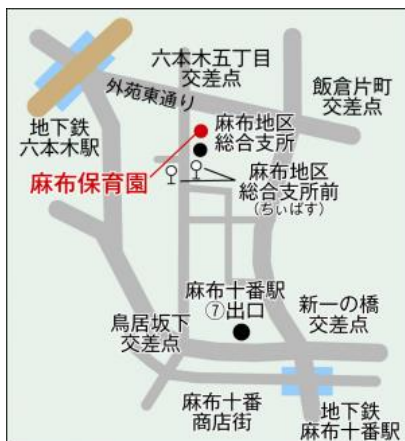 六本木五丁目
交差点
外苑東通り
飯倉片町
交差点
地下鉄
六本木駅
麻布地区
総合支所
麻布保育園
麻布地区
総合支所前
(ちぃばす)
麻布十番駅
⑦出口
鳥居坂下
交差点
新一の橋
交差点
麻布十番
商店街
地下鉄
麻布十番駅